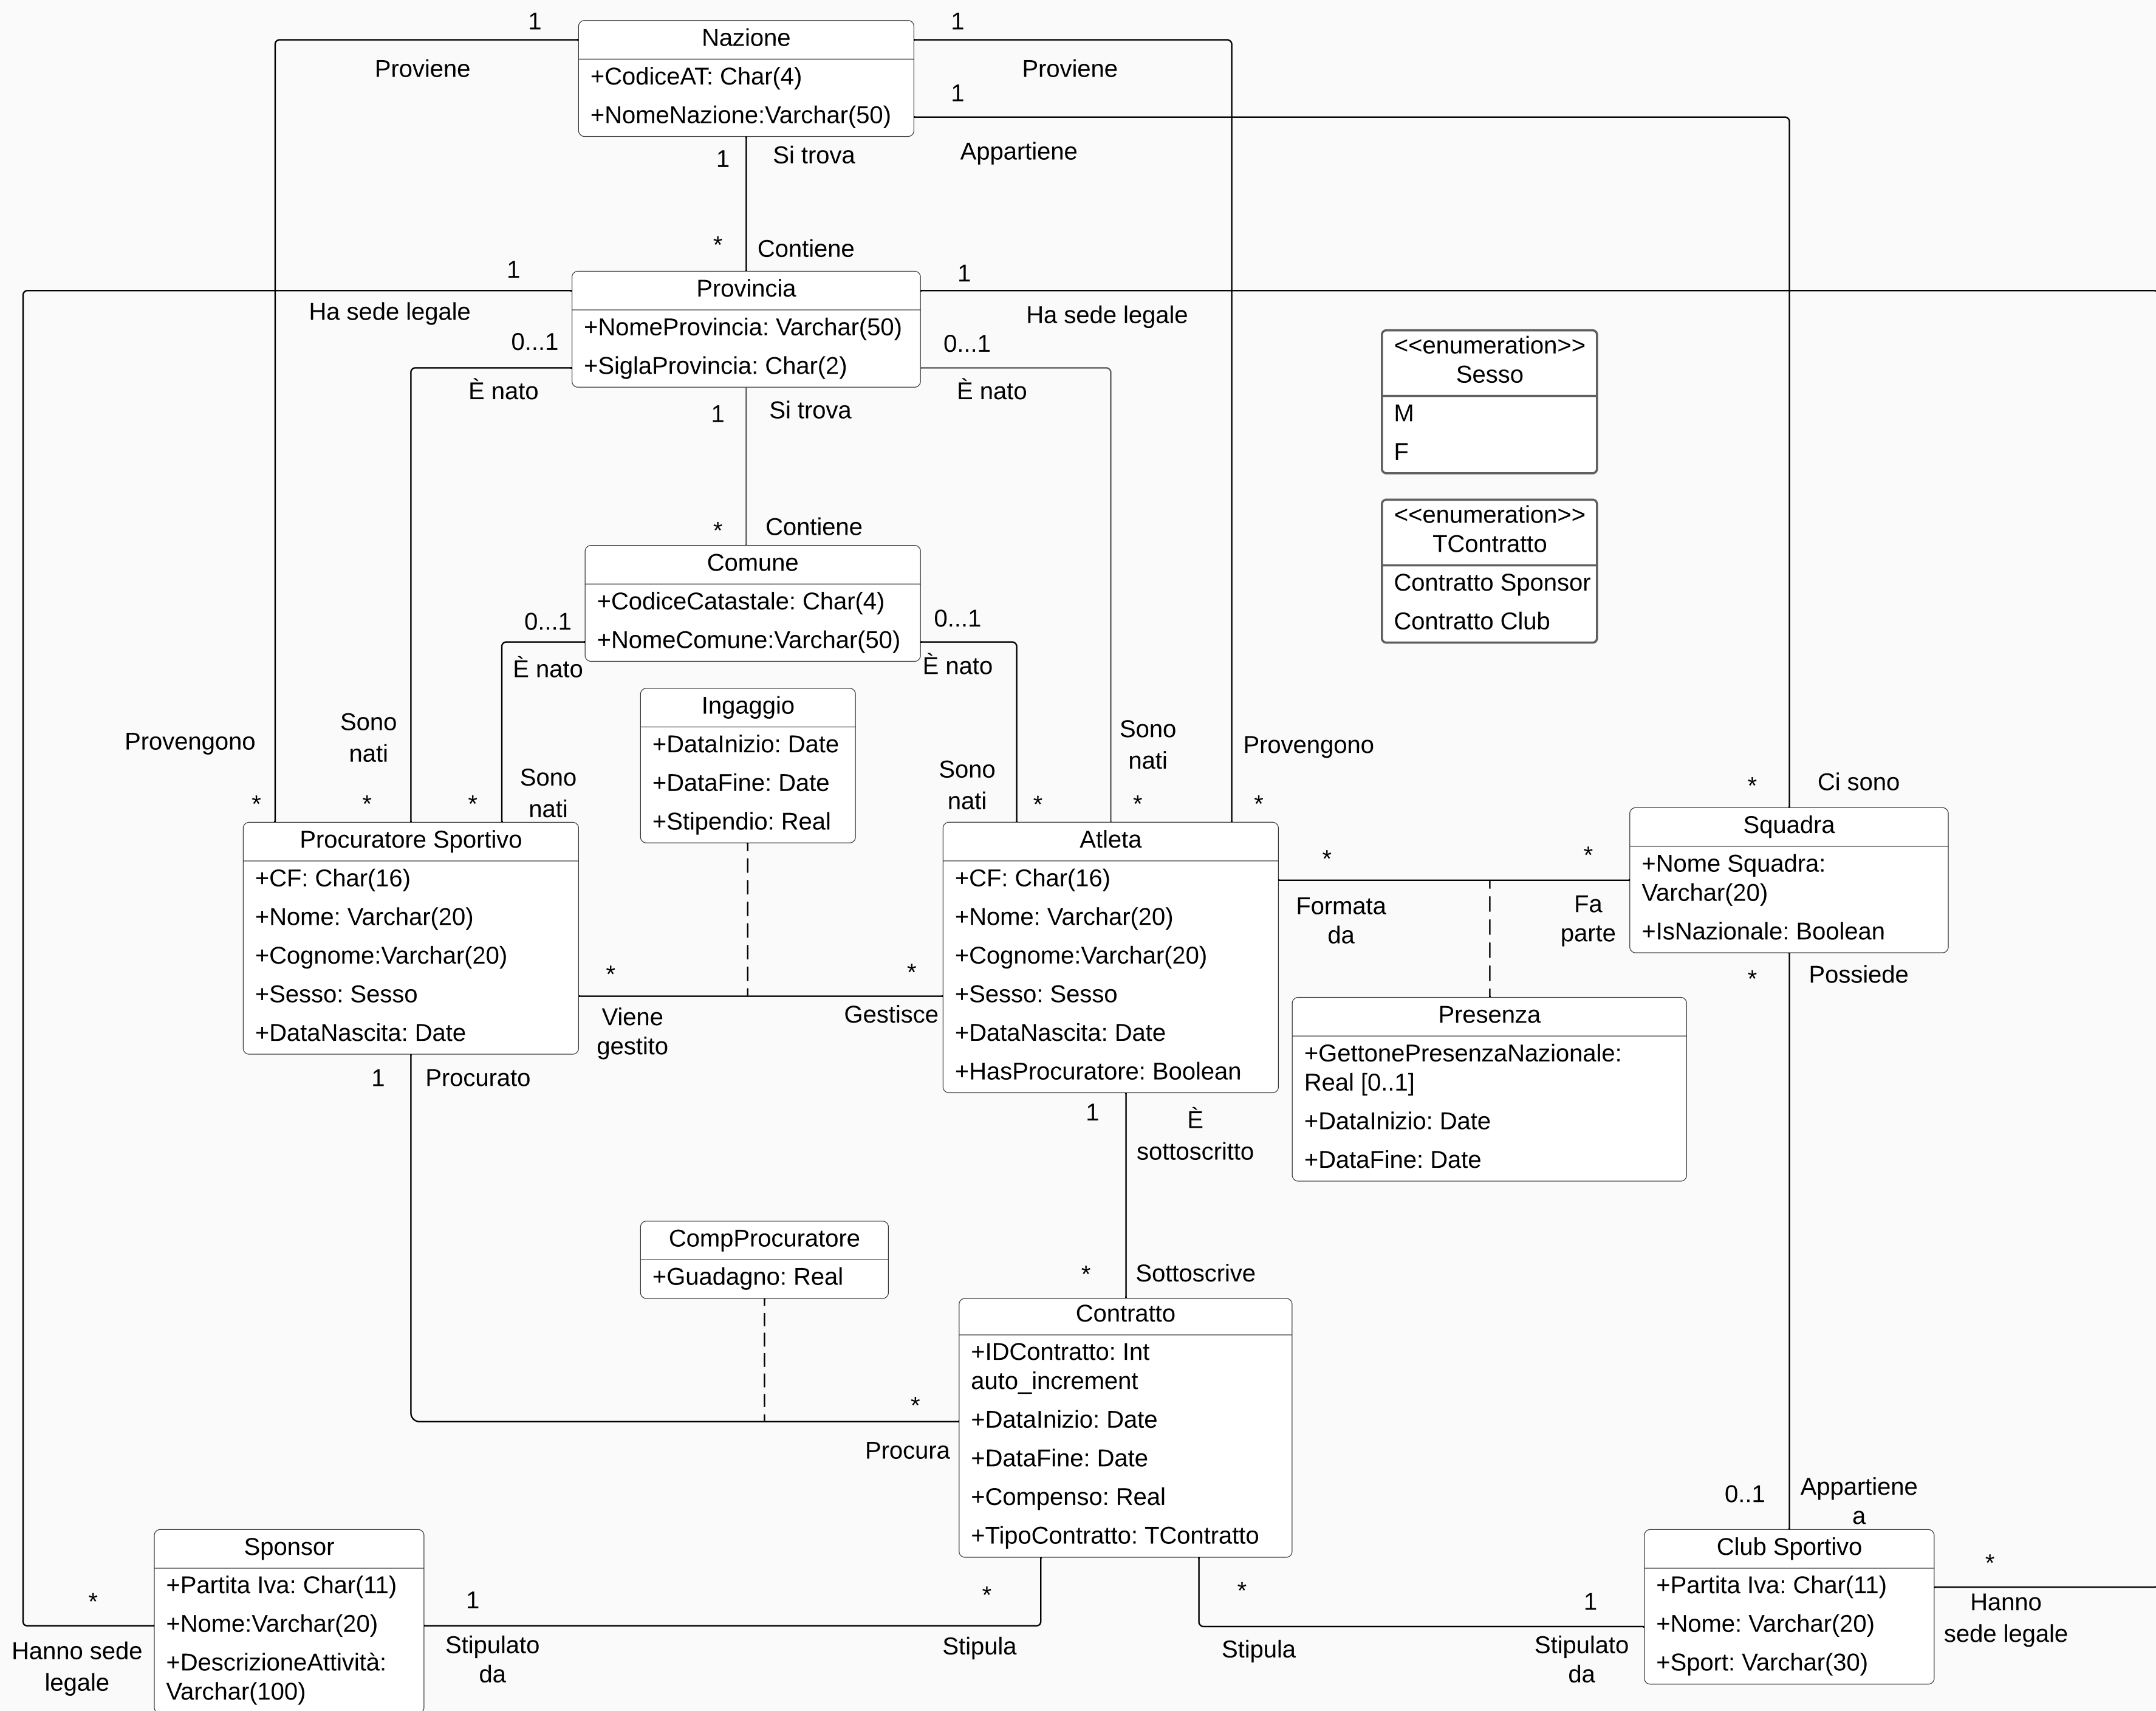 1
1
Nazione
Proviene
Proviene
+CodiceAT: Char(4)
1
+NomeNazione:Varchar(50)
1
Si trova
Appartiene
*
Contiene
1
1
Provincia
Ha sede legale
Ha sede legale
+NomeProvincia: Varchar(50)
0...1
0...1
+SiglaProvincia: Char(2)
È nato
È nato
1
Si trova
<<enumeration>>
Sesso
M
F
<<enumeration>>
TContratto
Contratto Sponsor
Contratto Club
*
Contiene
Comune
+CodiceCatastale: Char(4)
0...1
0...1
+NomeComune:Varchar(50)
È nato
È nato
Ingaggio
+DataInizio: Date
+DataFine: Date
+Stipendio: Real
Provengono
Sono
nati
Sono
nati
Sono
nati
Sono
nati
Provengono
*
*
*
*
*
*
*
Ci sono
Procuratore Sportivo
+CF: Char(16)
+Nome: Varchar(20)
+Cognome:Varchar(20)
+Sesso: Sesso
+DataNascita: Date
Atleta
+CF: Char(16)
+Nome: Varchar(20)
+Cognome:Varchar(20)
+Sesso: Sesso
+DataNascita: Date
+HasProcuratore: Boolean
Squadra
+Nome Squadra:
Varchar(20)
+IsNazionale: Boolean
*
*
Formata
da
Fa
parte
*
*
Viene
gestito
Gestisce
*
Possiede
Presenza
+GettonePresenzaNazionale:
Real [0..1]
+DataInizio: Date
+DataFine: Date
1
Procurato
1
È
sottoscritto
CompProcuratore
+Guadagno: Real
*
Sottoscrive
Contratto
+IDContratto: Int
auto_increment
+DataInizio: Date
+DataFine: Date
+Compenso: Real
+TipoContratto: TContratto
*
Procura
0..1
Appartiene
a
Sponsor
+Partita Iva: Char(11)
+Nome:Varchar(20)
+DescrizioneAttività:
Varchar(100)
Club Sportivo
+Partita Iva: Char(11)
+Nome: Varchar(20)
+Sport: Varchar(30)
*
Hanno sede
legale
1
Stipulato
da
*
Stipula
*
Stipula
1
Stipulato
da
*
Hanno
sede legale